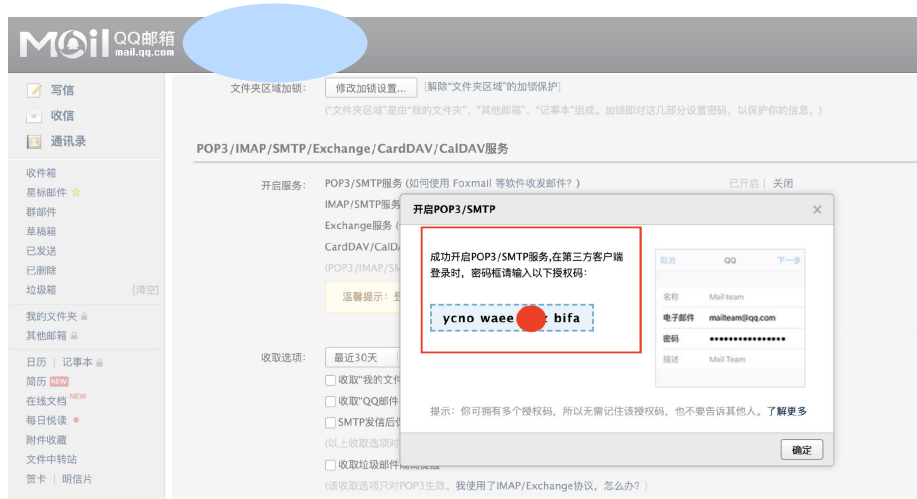 Mail QQ邮箱
mail.qq.com
写信
收信
通讯录
收件箱
星标邮件
群邮件
草稿箱
已发送
已删除
垃圾箱 [清空]
我的文件夹
其他邮箱
日历 | 记事本
简历 NEW
在线文档 NEW
每日悦读
附件收藏
文件中转站
贺卡 | 明信片
文件夹区域加锁： 修改加锁设置... [解除“文件夹区域”的加锁保护]
(“文件夹区域”是由“我的文件夹”、“其他邮箱”、“记事本”组成。加锁即对这几部分设置密码，以保护你的信息。)
POP3/IMAP/SMTP/Exchange/CardDAV/CalDAV服务
开启服务： POP3/SMTP服务 (如何使用 Foxmail 等软件收发邮件？) 已开启 | 关闭
IMAP/SMTP服务
Exchange服务 (
CardDAV/CalDA
(POP3/IMAP/SM
温馨提示：
收取选项： 最近30天
收取“我的文件
收取“QQ邮件
SMTP发信后
(以上收取选项对
收取垃圾邮件
(该收取选项只对POP3生效。我使用了IMAP/Exchange协议，怎么办？)
开启POP3/SMTP ×
成功开启POP3/SMTP服务,在第三方客户端
登录时，密码框请输入以下授权码：
ycno waee bifa
取消 QQ 下一步
名称 Mail team
电子邮件 mailteam@qq.com
密码 ●●●●●●●●●●●●●●●●
描述 Mail Team
提示：你可拥有多个授权码，所以无需记住该授权码，也不要告诉其他人。了解更多
确定